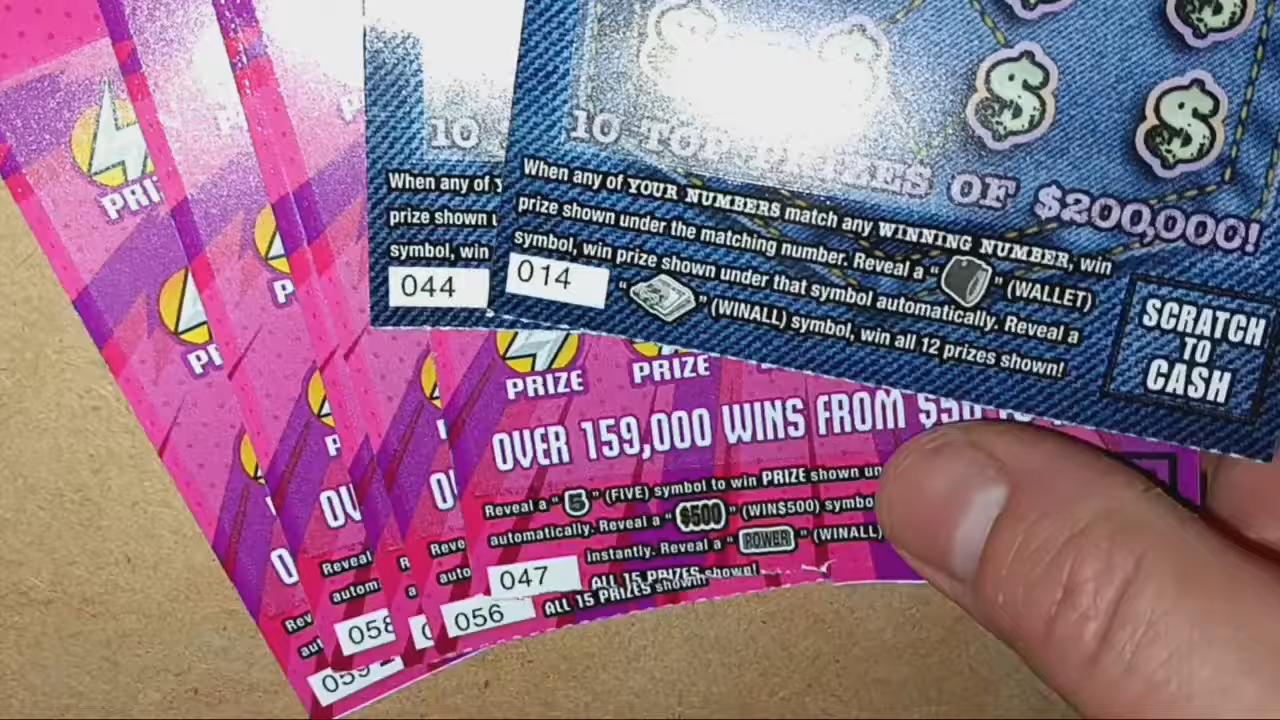 PRIZE
PRIZE
10
When any of
prize shown
symbol, win
044
10 TOP PRIZES OF $200,000!
When any of YOUR NUMBERS match any WINNING NUMBER, win
prize shown under the matching number. Reveal a " " (WALLET)
symbol, win prize shown under that symbol automatically. Reveal a
" " (WINALL) symbol, win all 12 prizes shown!
014
SCRATCH
TO
CASH
OVER 159,000 WINS FROM $50
Reveal a " 5 " (FIVE) symbol to win PRIZE shown
automatically. Reveal a " $500 " (WIN$500)
instantly. Reveal a " POWER " (WINALL)
ALL 15 PRIZES shown!
047
ALL 15 PRIZES
056
Reveal
058
059